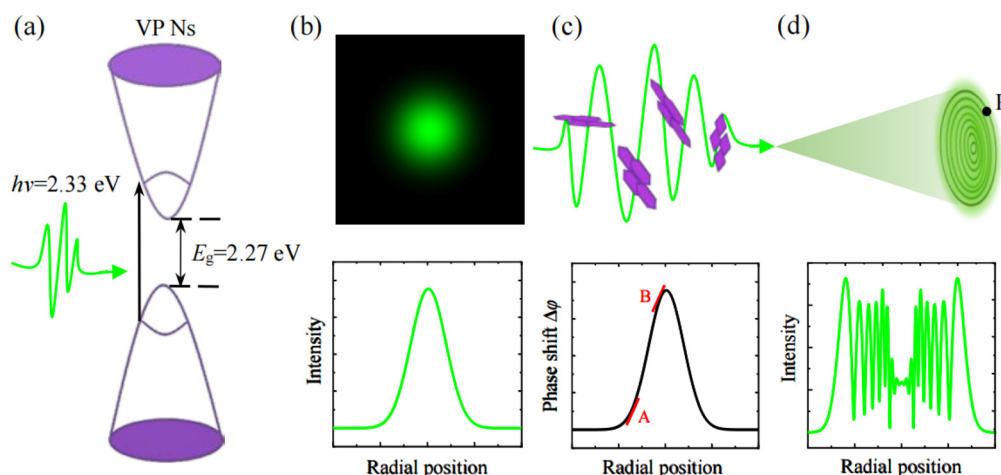 (a)
VP Ns
hν=2.33 eV
Eg=2.27 eV
(b)
Intensity
Radial position
(c)
Phase shift Δφ
B
A
Radial position
(d)
Intensity
Radial position